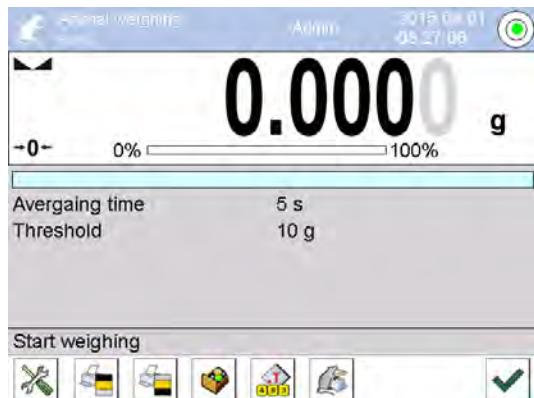 Animal weighing
Admin
0.0000 g
→0←
0% 100%
Avergaing time 5 s
Threshold 10 g
Start weighing